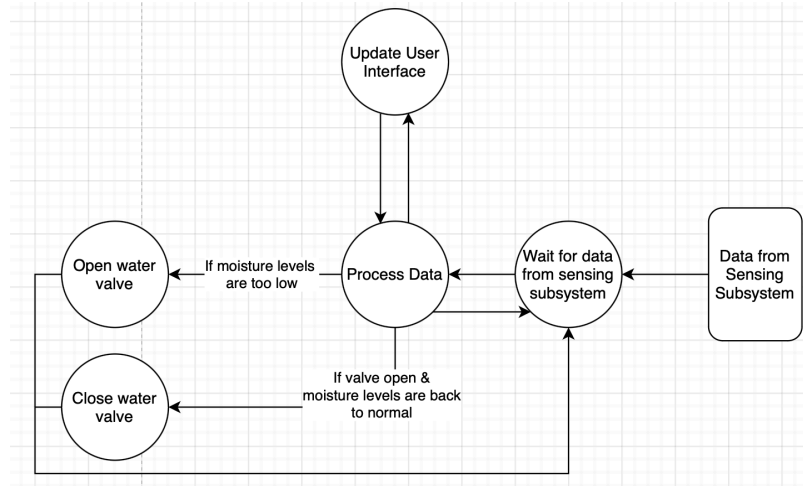 Update User
Interface
Open water
valve
If moisture levels
are too low
Process Data
Wait for data
from sensing
subsystem
Data from
Sensing
Subsystem
Close water
valve
If valve open &
moisture levels are back
to normal